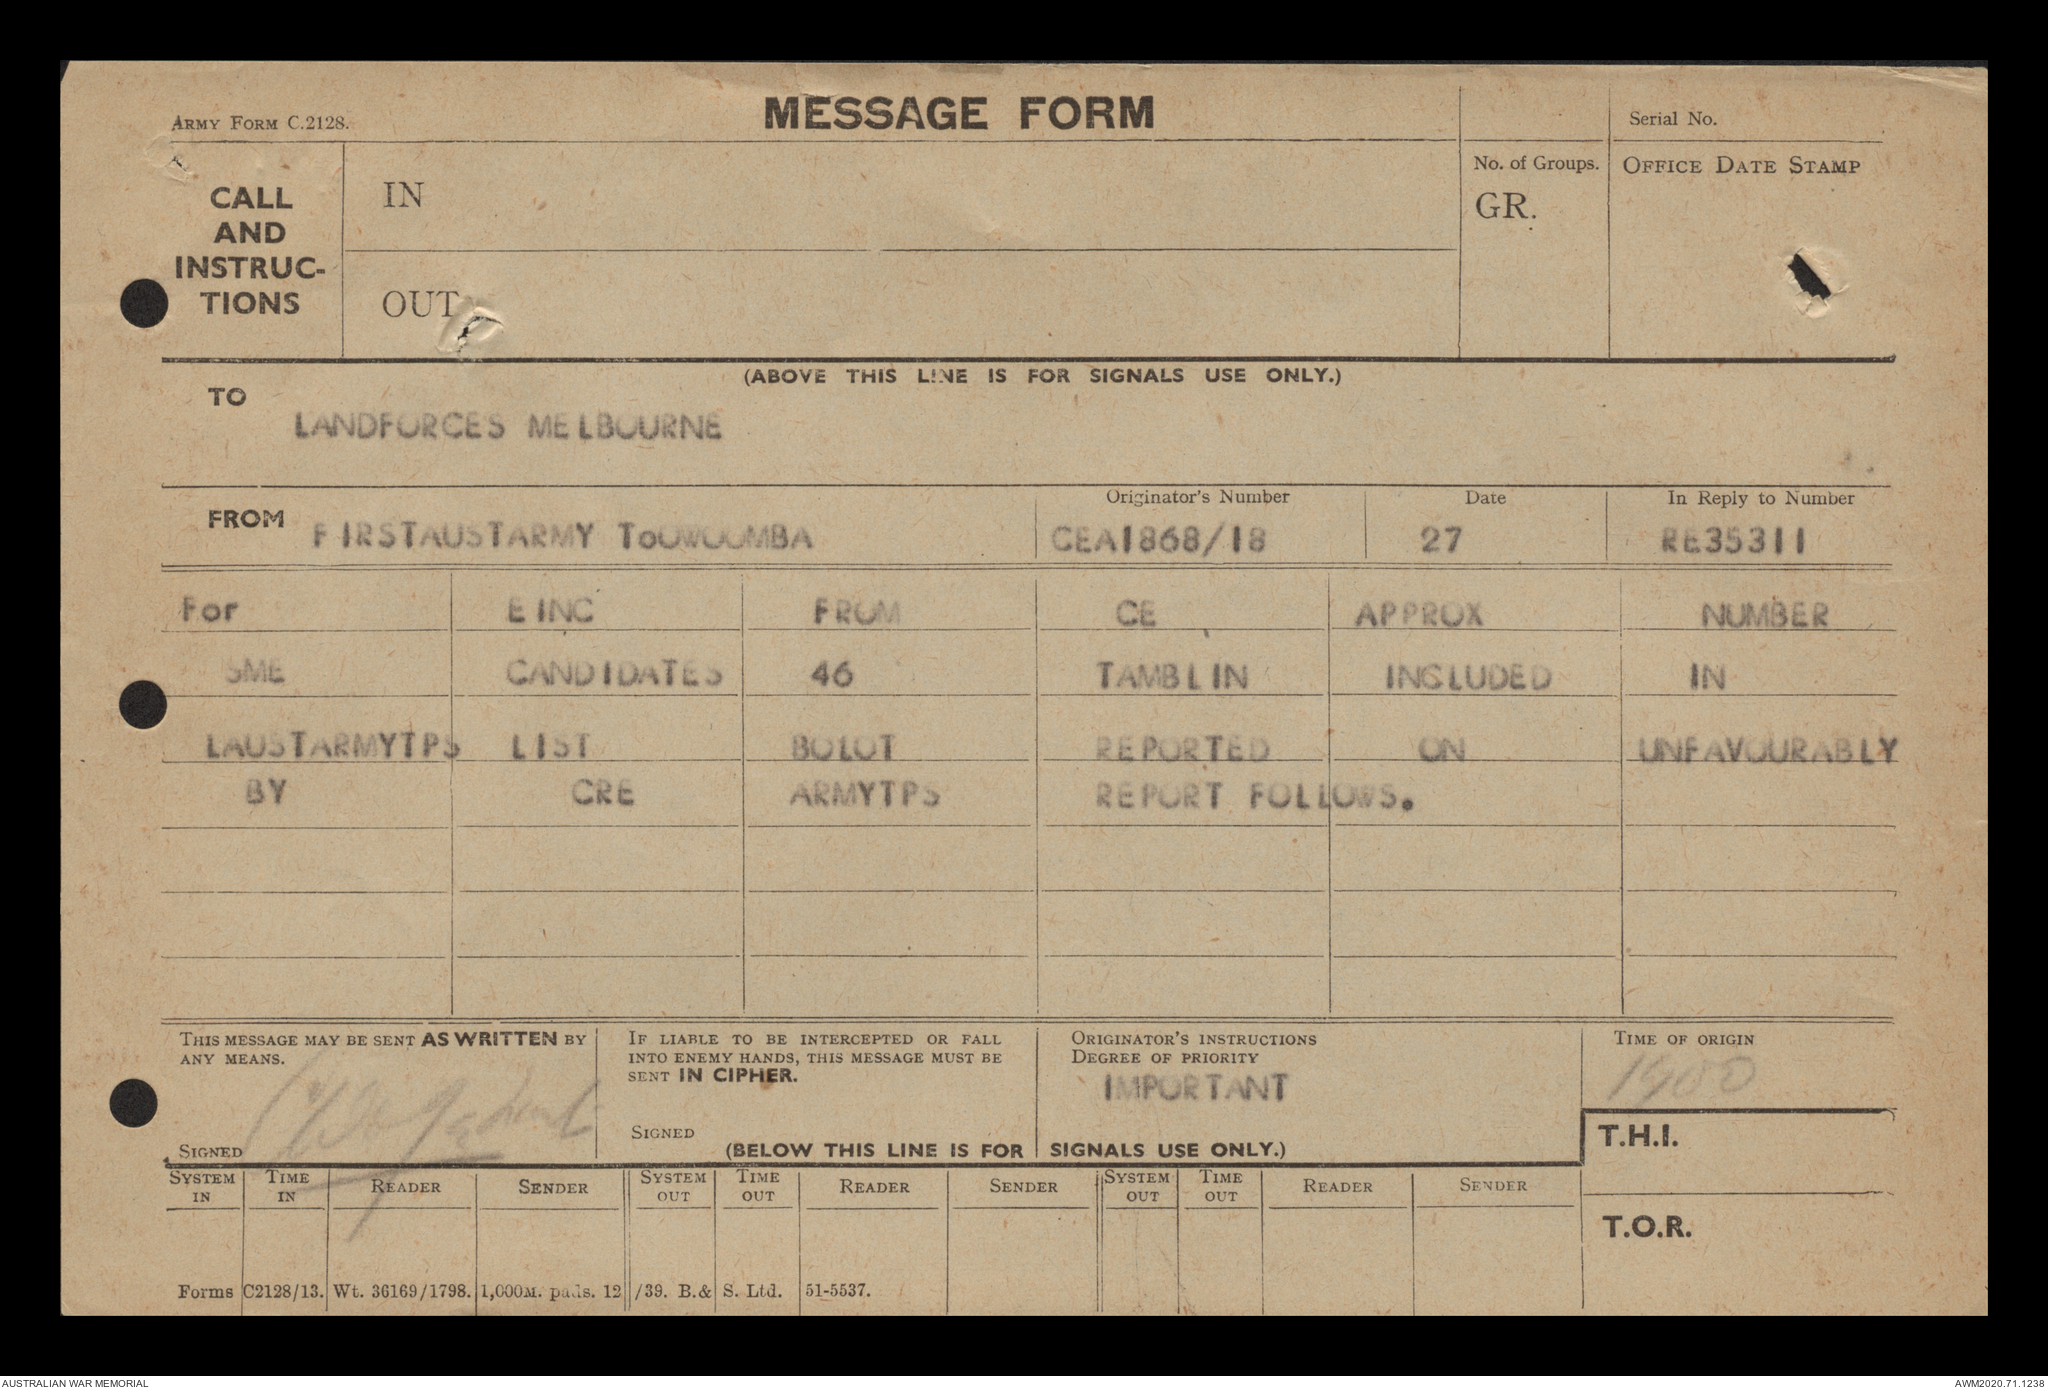 ARMY FORM C.2128.
MESSAGE FORM
Serial No.
CALL AND INSTRUC-TIONS
IN
No. of Groups.
GR.
OFFICE DATE STAMP
OUT
(ABOVE THIS LINE IS FOR SIGNALS USE ONLY.)
TO
LANDFORCES MELBOURNE
Originator's Number
Date
In Reply to Number
FROM FIRSTAUSTARMY ToOWOOMBA CEA1868/18 27 RE35311
For EINC FROM CE APPROX NUMBER
SME CANDIDATES 46 TAMBLIN INCLUDED IN
LAUSTARMYTPS LIST BOLOT REPORTED ON UNFAVOURABLY
BY CRE ARMYTPS REPORT FOLLOWS.
THIS MESSAGE MAY BE SENT AS WRITTEN BY
ANY MEANS.
SIGNED
IF LIABLE TO BE INTERCEPTED OR FALL
INTO ENEMY HANDS, THIS MESSAGE MUST BE
SENT IN CIPHER.
SIGNED
ORIGINATOR'S INSTRUCTIONS
DEGREE OF PRIORITY
IMPORTANT
TIME OF ORIGIN
1900
(BELOW THIS LINE IS FOR SIGNALS USE ONLY.)
T.H.I.
SYSTEM IN
TIME IN
READER
SENDER
SYSTEM OUT
TIME OUT
READER
SENDER
SYSTEM OUT
TIME OUT
READER
SENDER
T.O.R.
Forms C2128/13. Wt. 36169/1798. 1,000M. pads. 12/39. B.& S. Ltd. 51-5537.
AUSTRALIAN WAR MEMORIAL
AWM2020.71.1238